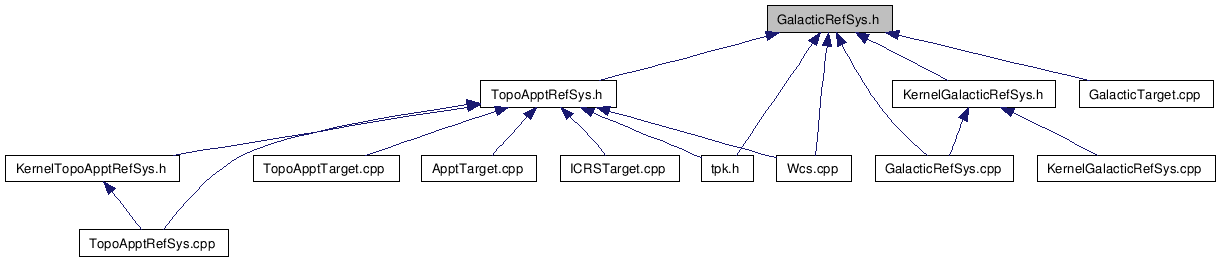 GalacticRefSys.h
TopoApptRefSys.h
KernelGalacticRefSys.h
GalacticTarget.cpp
KernelTopoApptRefSys.h
TopoApptTarget.cpp
ApptTarget.cpp
ICRSTarget.cpp
tpk.h
Wcs.cpp
GalacticRefSys.cpp
KernelGalacticRefSys.cpp
TopoApptRefSys.cpp